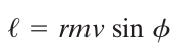 ℓ = rmv sin ϕ